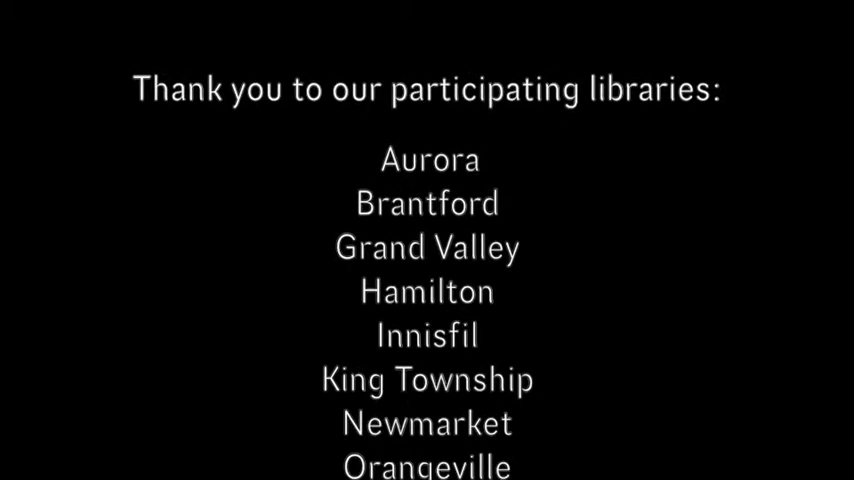 Thank you to our participating libraries:
Aurora
Brantford
Grand Valley
Hamilton
Innisfil
King Township
Newmarket
Orangeville